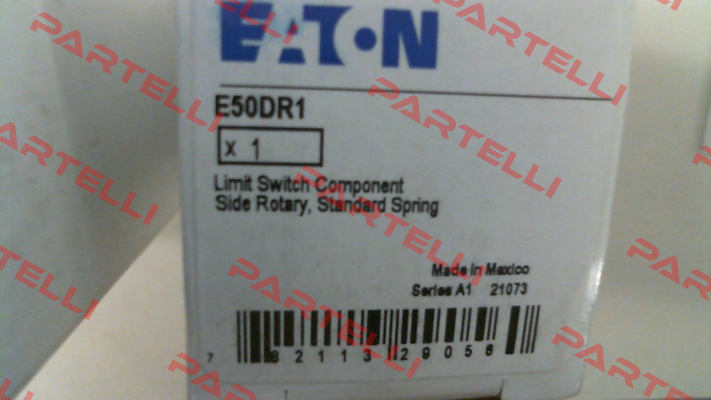 EATON
E50DR1
x 1
Limit Switch Component
Side Rotary, Standard Spring
Made in Mexico
Series A1 21073
7 82113 29056
PARTELLI
PARTELLI
PARTELLI
PARTELLI
PARTELLI
PARTELLI
PARTELLI
PARTELLI
PARTELLI